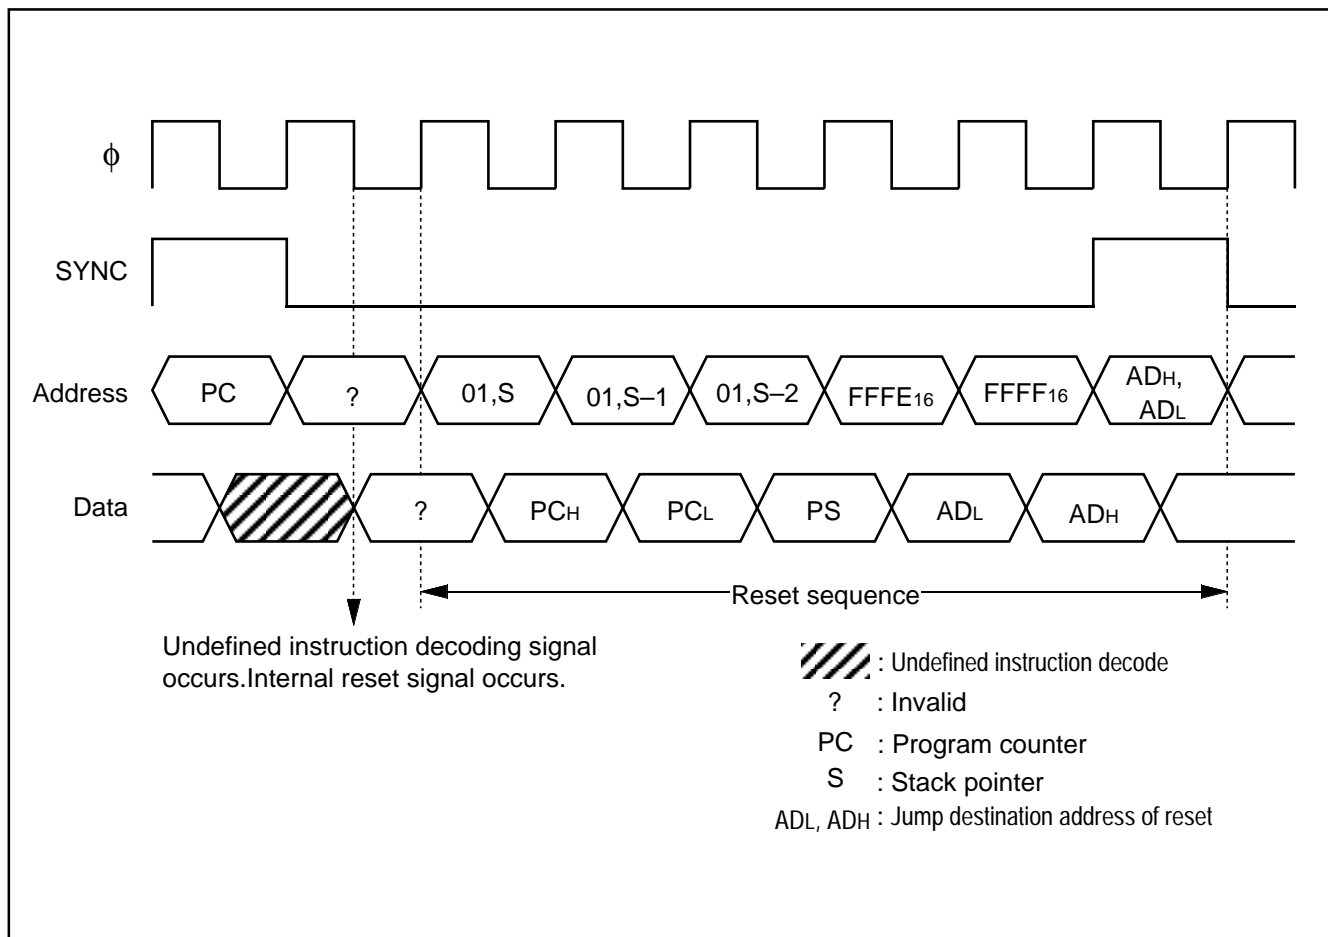 ϕ
SYNC
Address PC ? 01,S 01,S–1 01,S–2 FFFE16 FFFF16 ADH, ADL
Data ? PCH PCL PS ADL ADH
Reset sequence
Undefined instruction decoding signal
occurs.Internal reset signal occurs.
: Undefined instruction decode
? : Invalid
PC : Program counter
S : Stack pointer
ADL, ADH : Jump destination address of reset